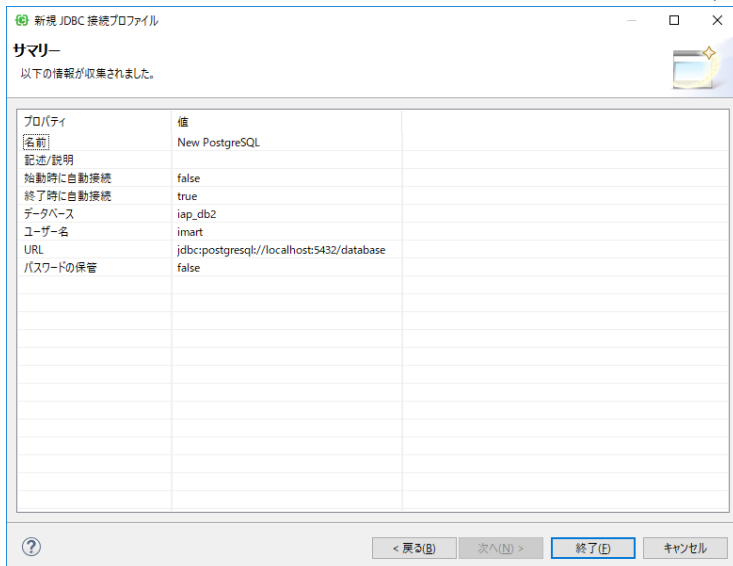 新規 JDBC 接続プロファイル
サマリー
以下の情報が収集されました。
プロパティ 値
名前 New PostgreSQL
記述/説明
始動時に自動接続 false
終了時に自動接続 true
データベース iap_db2
ユーザー名 imart
URL jdbc:postgresql://localhost:5432/database
パスワードの保管 false
< 戻る(B) 次へ(N) > 終了(F) キャンセル